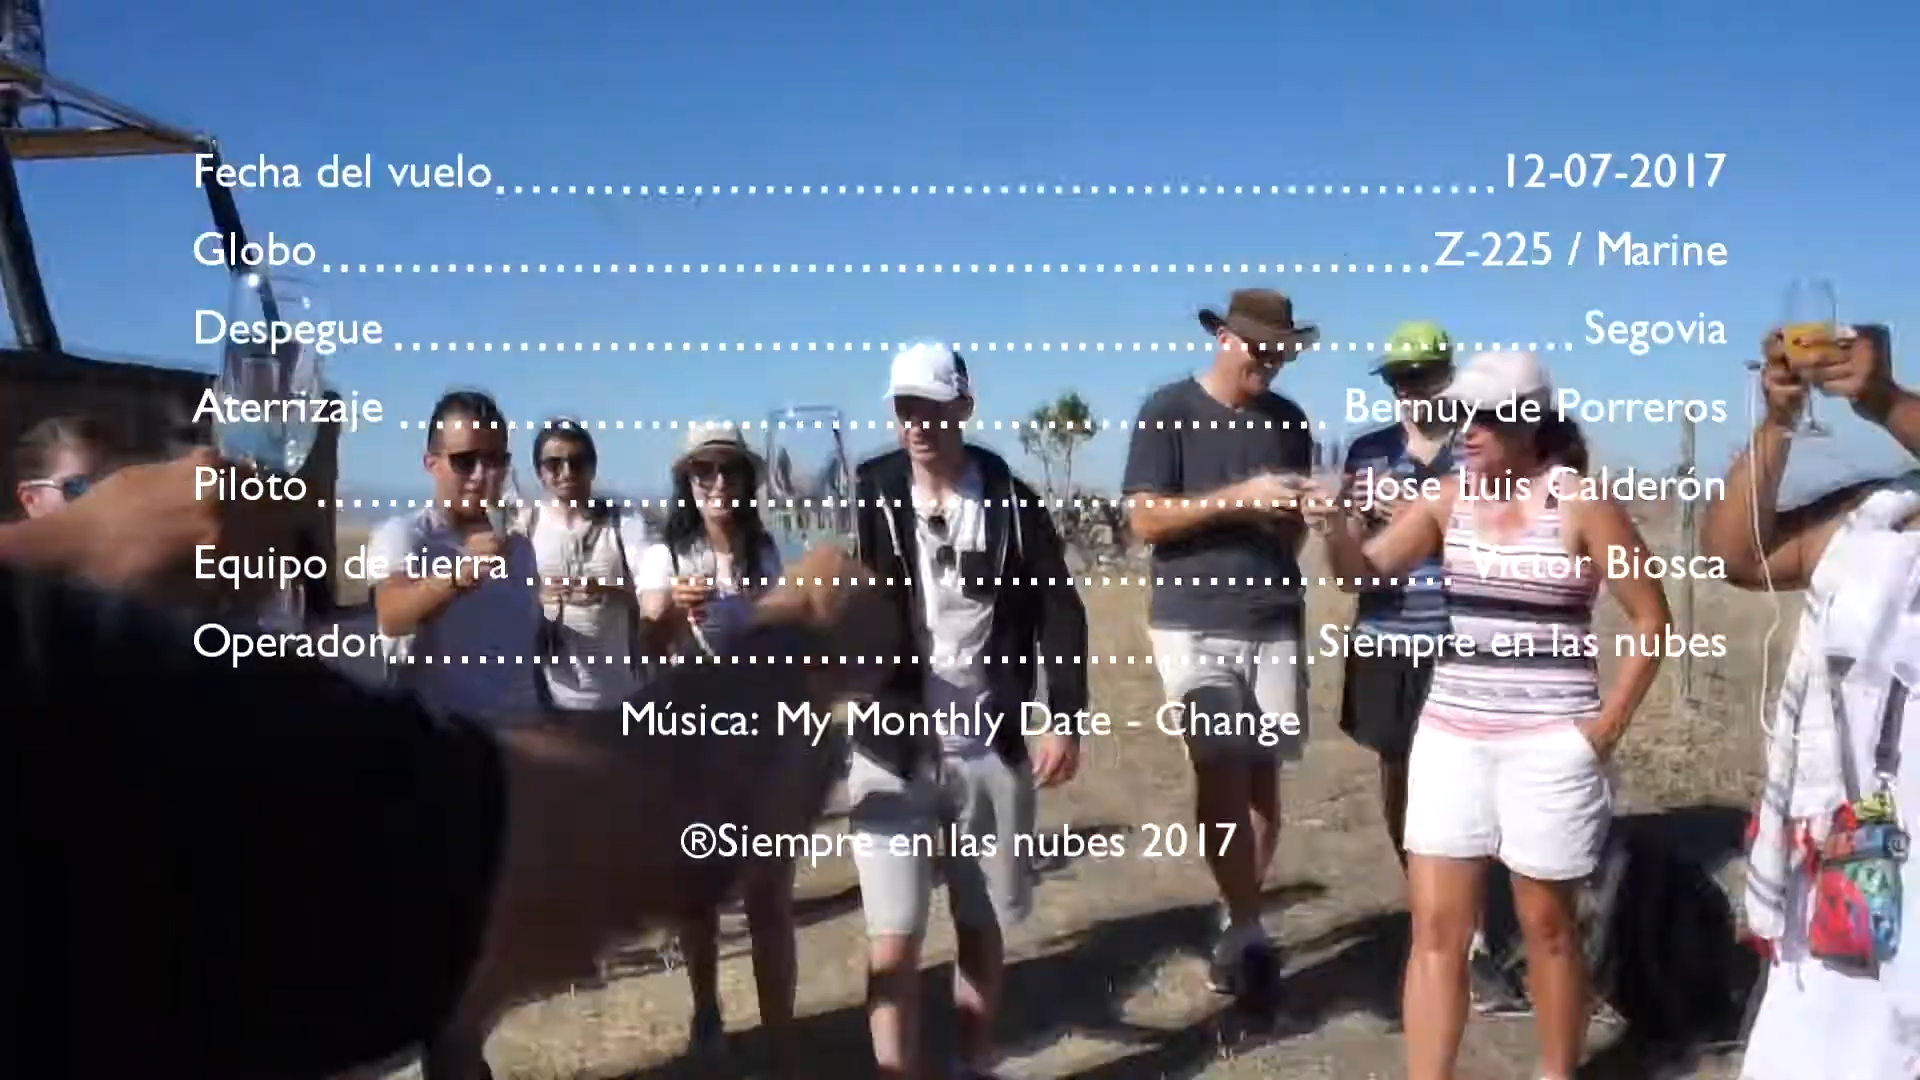 Fecha del vuelo........................................................12-07-2017
Globo..............................................................Z-225 / Marine
Despegue ..................................................................Segovia
Aterrizaje .................................................... Bernuy de Porreros
Piloto ..........................................................Jose Luis Calderón
Equipo de tierra .................................................... Victor Biosca
Operador....................................................Siempre en las nubes
Música: My Monthly Date - Change
®Siempre en las nubes 2017